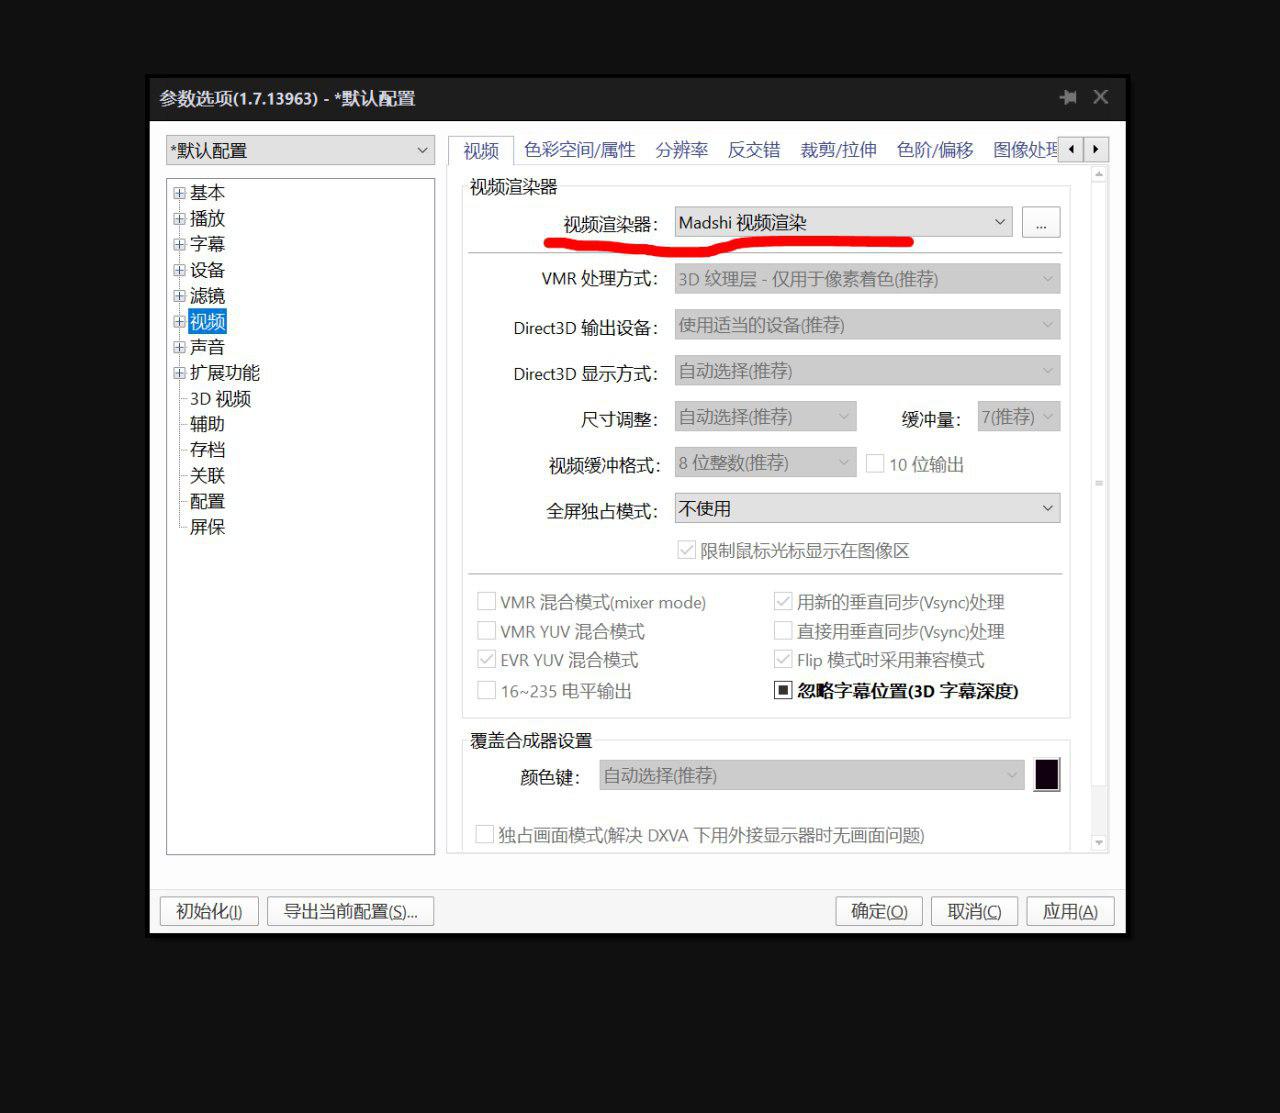 参数选项(1.7.13963) - *默认配置
*默认配置
基本
播放
字幕
设备
滤镜
视频
声音
扩展功能
3D 视频
辅助
存档
关联
配置
屏保
视频 色彩空间/属性 分辨率 反交错 裁剪/拉伸 色阶/偏移 图像处理
视频渲染器
视频渲染器: Madshi 视频渲染 ...
VMR 处理方式: 3D 纹理层 - 仅用于像素着色(推荐)
Direct3D 输出设备: 使用适当的设备(推荐)
Direct3D 显示方式: 自动选择(推荐)
尺寸调整: 自动选择(推荐) 缓冲量: 7(推荐)
视频缓冲格式: 8 位整数(推荐) 10 位输出
全屏独占模式: 不使用
限制鼠标光标显示在图像区
VMR 混合模式(mixer mode) 用新的垂直同步(Vsync)处理
VMR YUV 混合模式 直接用垂直同步(Vsync)处理
EVR YUV 混合模式 Flip 模式时采用兼容模式
16~235 电平输出 忽略字幕位置(3D 字幕深度)
覆盖合成器设置
颜色键: 自动选择(推荐)
独占画面模式(解决 DXVA 下用外接显示器时无画面问题)
初始化(I) 导出当前配置(S)... 确定(O) 取消(C) 应用(A)